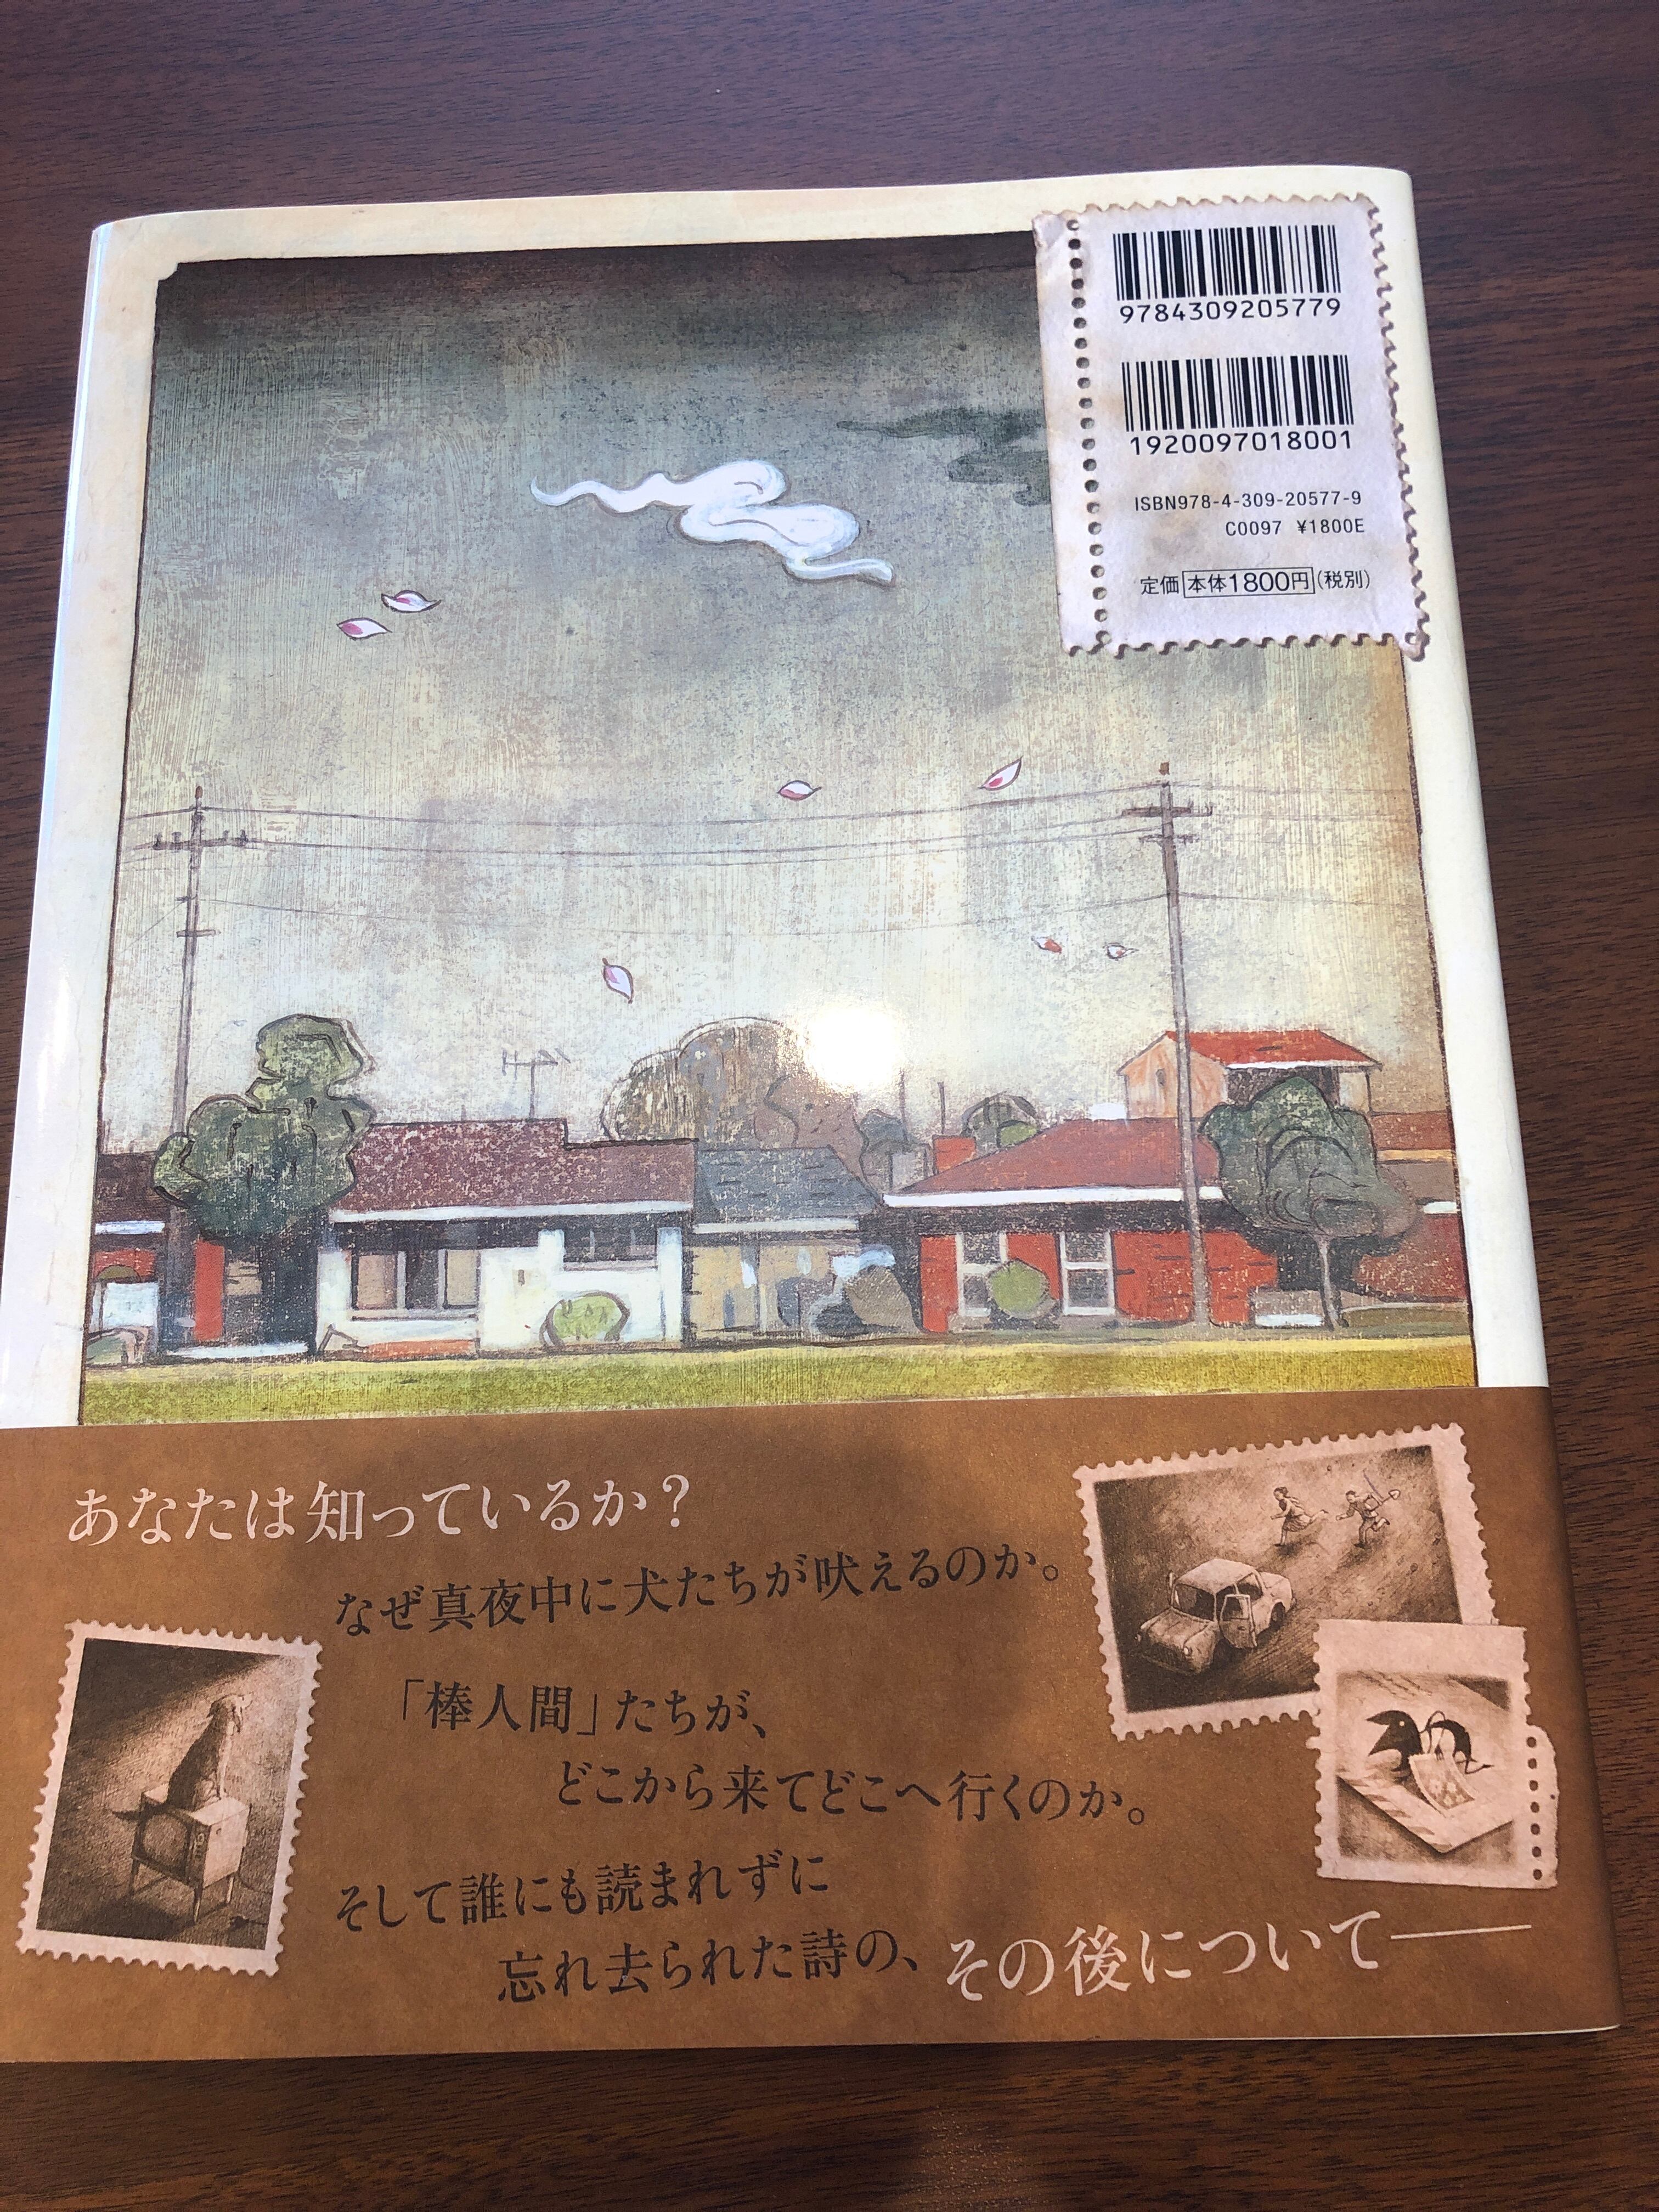 9784309205779
1920097018001
ISBN978-4-309-20577-9
C0097 ¥1800E
定価 本体1800円 (税別)
あなたは知っているか？
なぜ真夜中に犬たちが吠えるのか。
「棒人間」たちが、
どこから来てどこへ行くのか。
そして誰にも読まれずに
忘れ去られた詩の、その後について──